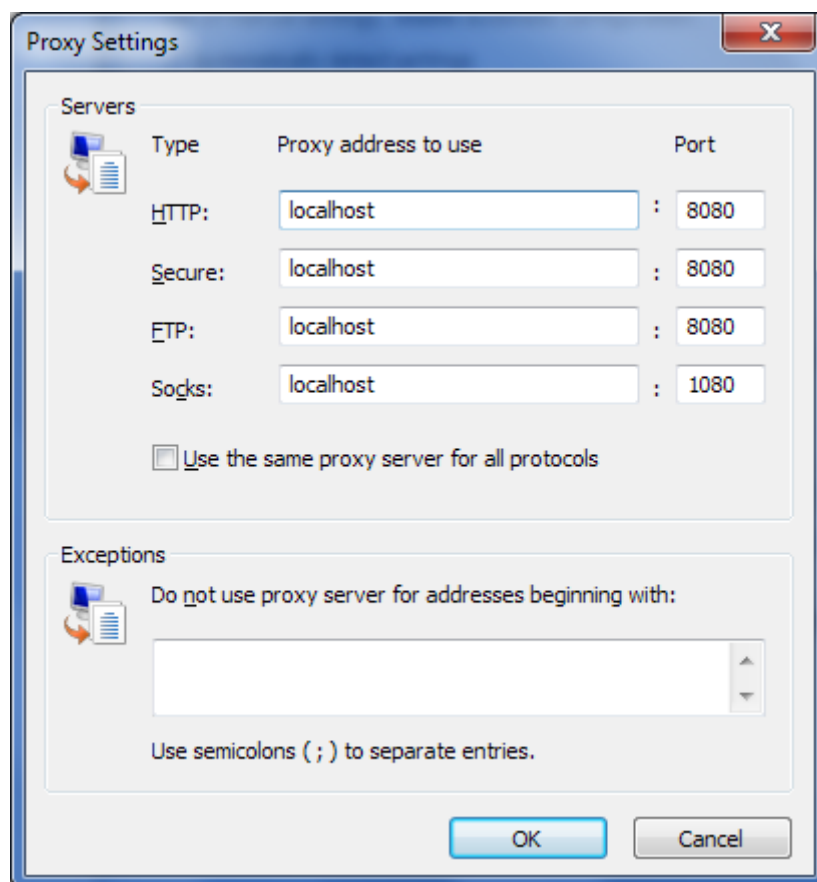 Proxy Settings
Servers
Type Proxy address to use Port
HTTP: localhost : 8080
Secure: localhost : 8080
FTP: localhost : 8080
Socks: localhost : 1080
Use the same proxy server for all protocols
Exceptions
Do not use proxy server for addresses beginning with:
Use semicolons ( ; ) to separate entries.
OK Cancel